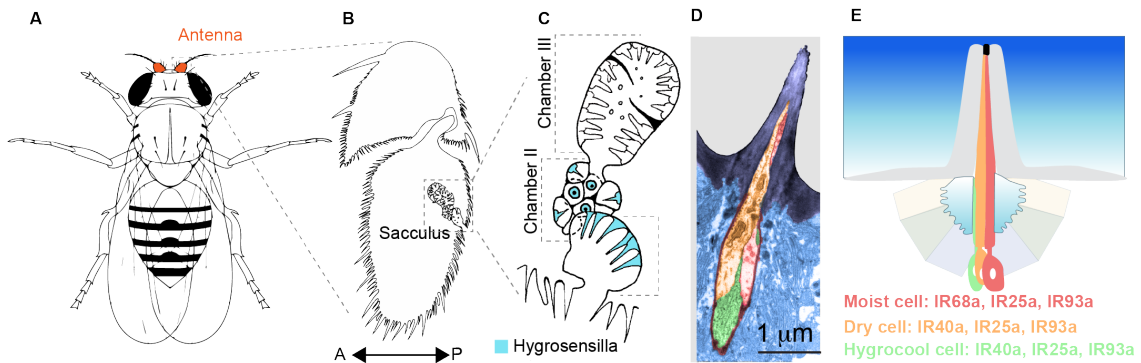 A
B
C
D
E
Antenna
Chamber III
Chamber II
Sacculus
A
P
Hygrosensilla
1 μm
Moist cell: IR68a, IR25a, IR93a
Dry cell: IR40a, IR25a, IR93a
Hygrocool cell: IR40a, IR25a, IR93a